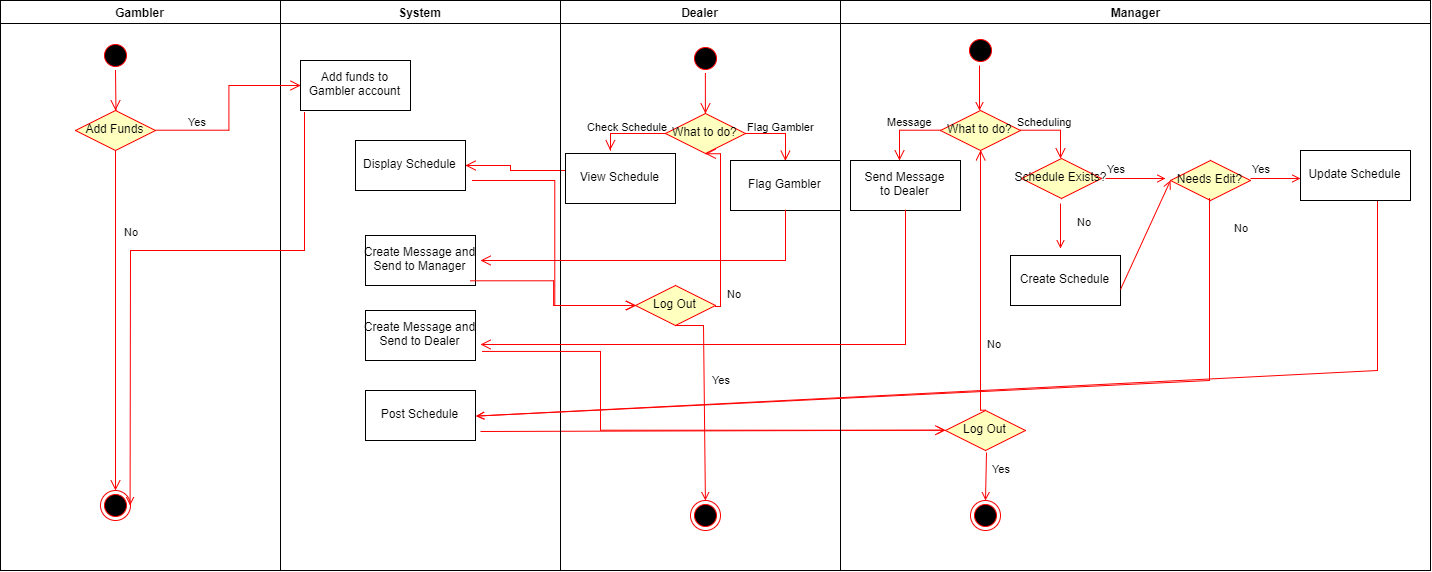 Gambler
System
Dealer
Manager
Add Funds
Yes
No
Add funds to
Gambler account
Display Schedule
Create Message and
Send to Manager
Create Message and
Send to Dealer
Post Schedule
What to do?
Check Schedule
Flag Gambler
View Schedule
Flag Gambler
Log Out
No
Yes
What to do?
Message
Scheduling
Send Message
to Dealer
Schedule Exists?
Yes
No
Create Schedule
Needs Edit?
Yes
No
Update Schedule
No
Log Out
Yes